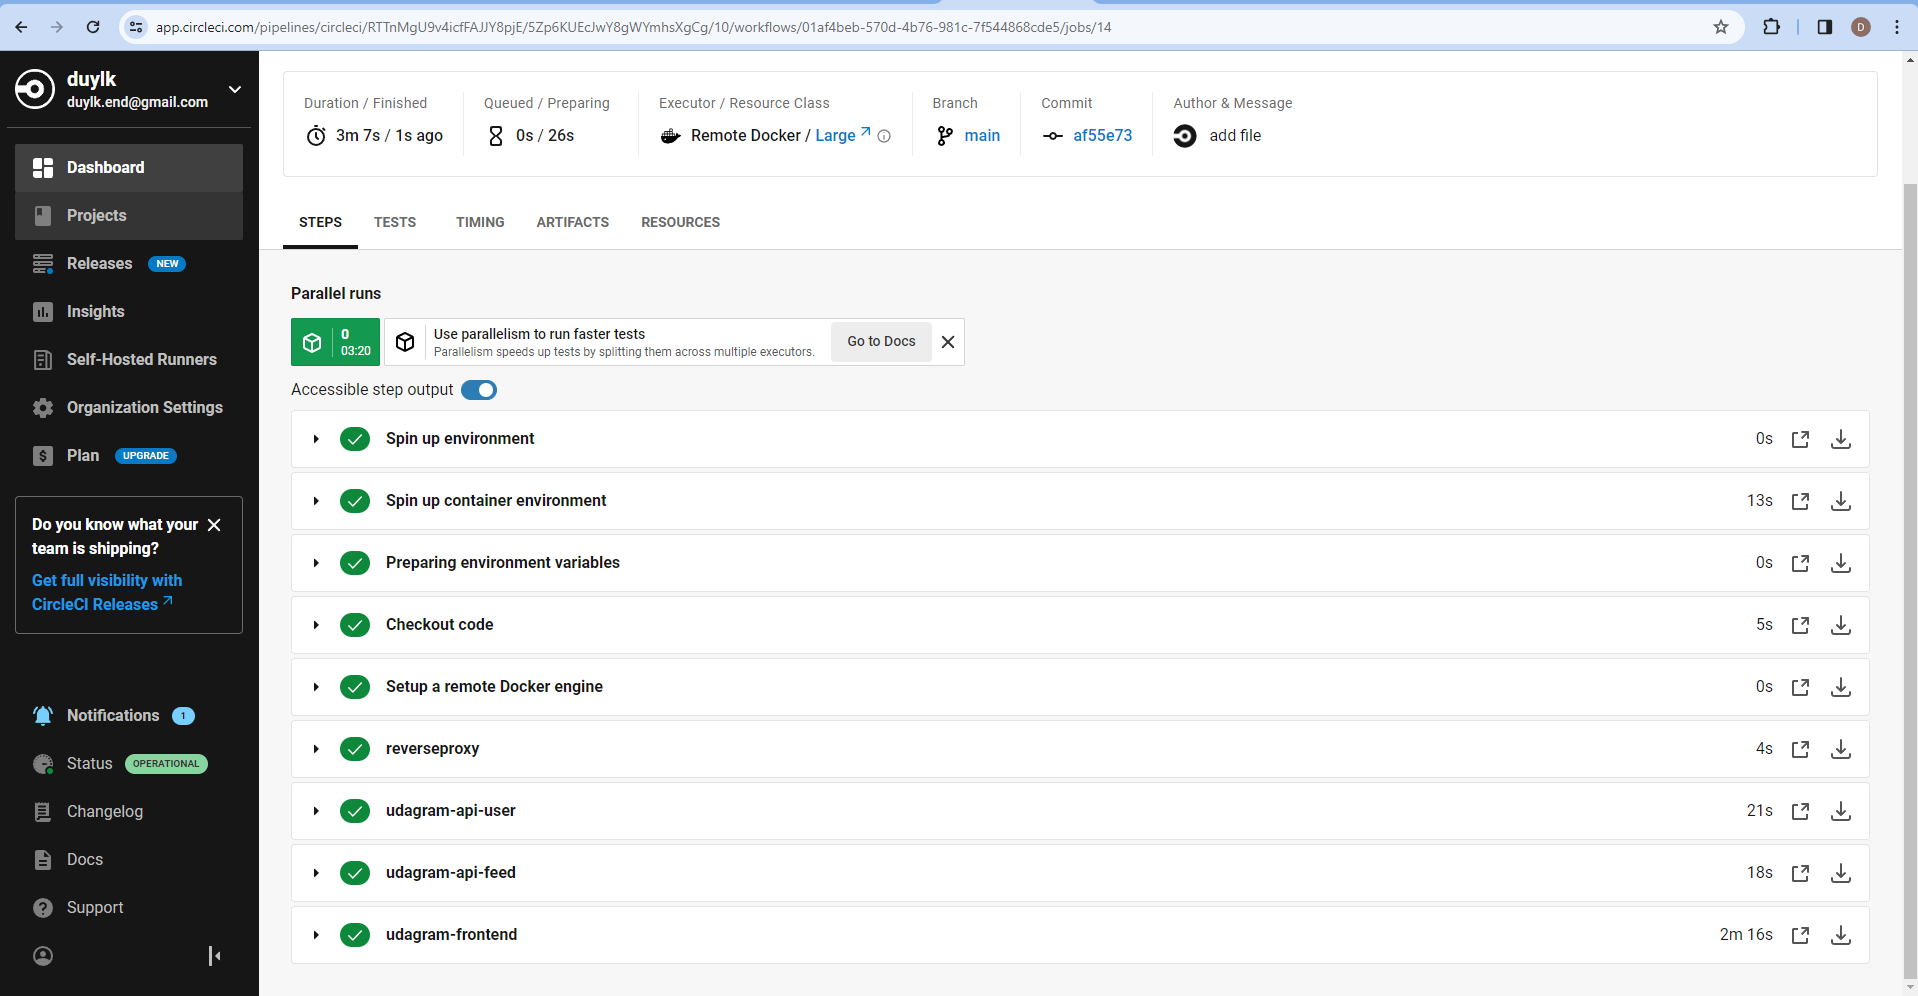 app.circleci.com/pipelines/circleci/RTTnMgU9v4icfFAJJY8pjE/5Zp6KUEcJwY8gWYmhsXgCg/10/workflows/01af4beb-570d-4b76-981c-7f544868cde5/jobs/14
D
duylk
duylk.end@gmail.com
Dashboard
Projects
Releases NEW
Insights
Self-Hosted Runners
Organization Settings
Plan UPGRADE
Do you know what your
team is shipping?
Get full visibility with
CircleCI Releases
Notifications 1
Status OPERATIONAL
Changelog
Docs
Support
Duration / Finished
3m 7s / 1s ago
Queued / Preparing
0s / 26s
Executor / Resource Class
Remote Docker / Large
Branch
main
Commit
af55e73
Author & Message
add file
STEPS TESTS TIMING ARTIFACTS RESOURCES
Parallel runs
0
03:20
Use parallelism to run faster tests
Parallelism speeds up tests by splitting them across multiple executors.
Go to Docs
Accessible step output
Spin up environment 0s
Spin up container environment 13s
Preparing environment variables 0s
Checkout code 5s
Setup a remote Docker engine 0s
reverseproxy 4s
udagram-api-user 21s
udagram-api-feed 18s
udagram-frontend 2m 16s